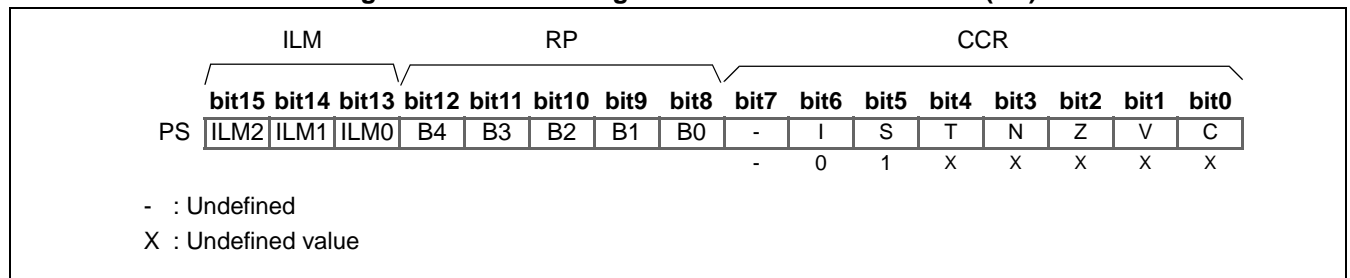 ILM RP CCR
bit15 bit14 bit13 bit12 bit11 bit10 bit9 bit8 bit7 bit6 bit5 bit4 bit3 bit2 bit1 bit0
PS ILM2 ILM1 ILM0 B4 B3 B2 B1 B0 - I S T N Z V C
- 0 1 X X X X X
- : Undefined
X : Undefined value